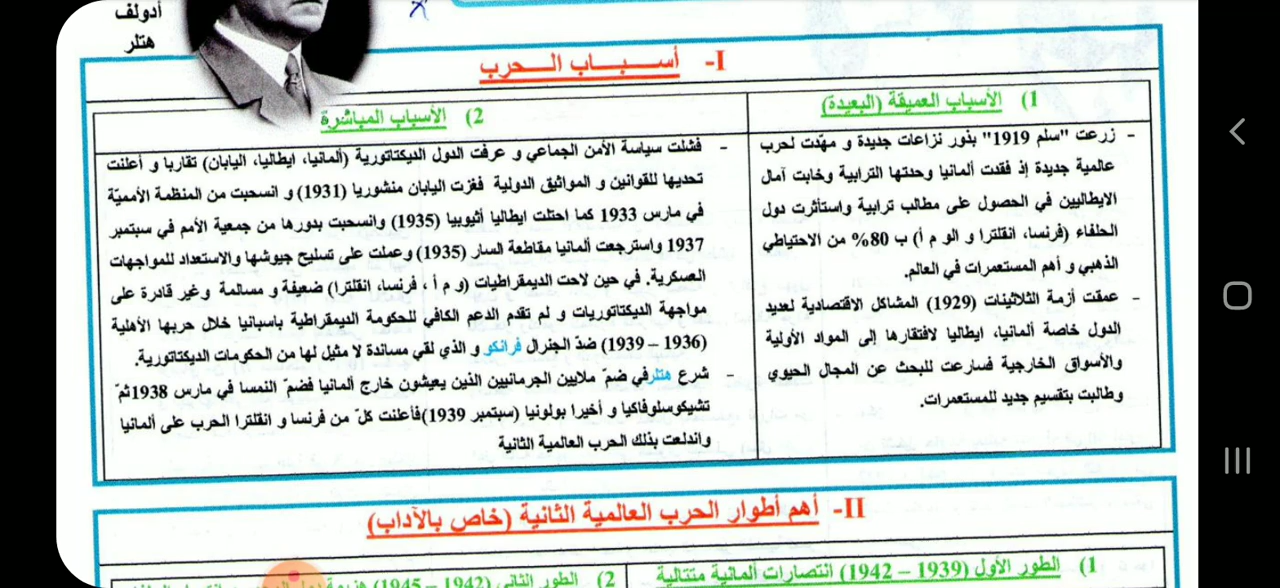 أدولف
هتلر
I- أسبـــاب الـــحرب
1) الأسباب العميقة (البعيدة)
- زرعت "سلم 1919" بذور نزاعات جديدة و مهّدت لحرب
عالمية جديدة إذ فقدت ألمانيا وحدتها الترابية وخابت آمال
الايطاليين في الحصول على مطالب ترابية واستأثرت دول
الحلفاء (فرنسا، انقلترا و الو م أ) ب 80% من الاحتياطي
الذهبي و أهم المستعمرات في العالم.
- عمقت أزمة الثلاثينات (1929) المشاكل الاقتصادية لعديد
الدول خاصة ألمانيا، ايطاليا لافتقارها إلى المواد الأولية
والأسواق الخارجية فسارعت للبحث عن المجال الحيوي
وطالبت بتقسيم جديد للمستعمرات.
2) الأسباب المباشرة
- فشلت سياسة الأمن الجماعي و عرفت الدول الديكتاتورية (ألمانيا، ايطاليا، اليابان) تقاربا و أعلنت
تحديها للقوانين و المواثيق الدولية فغزت اليابان منشوريا (1931) و انسحبت من المنظمة الأمميّة
في مارس 1933 كما احتلت ايطاليا أثيوبيا (1935) وانسحبت بدورها من جمعية الأمم في سبتمبر
1937 واسترجعت ألمانيا مقاطعة السار (1935) وعملت على تسليح جيوشها والاستعداد للمواجهات
العسكرية. في حين لاحت الديمقراطيات (و م أ ، فرنسا، انقلترا) ضعيفة و مسالمة وغير قادرة على
مواجهة الديكتاتوريات و لم تقدم الدعم الكافي للحكومة الديمقراطية باسبانيا خلال حربها الأهلية
(1936 – 1939) ضدّ الجنرال فرانكو و الذي لقي مساندة لا مثيل لها من الحكومات الديكتاتورية.
- شرع هتلرفي ضمّ ملايين الجرمانيين الذين يعيشون خارج ألمانيا فضمّ النمسا في مارس 1938ثمّ
تشيكوسلوفاكيا و أخيرا بولونيا (سبتمبر 1939)فأعلنت كلّ من فرنسا و انقلترا الحرب على ألمانيا
واندلعت بذلك الحرب العالمية الثانية
II- أهم أطوار الحرب العالمية الثانية (خاص بالآداب)
1) الطور الأول (1939 – 1942) انتصارات ألمانية متتالية
2) الطور الثاني (1942 – 1945) هزيمة